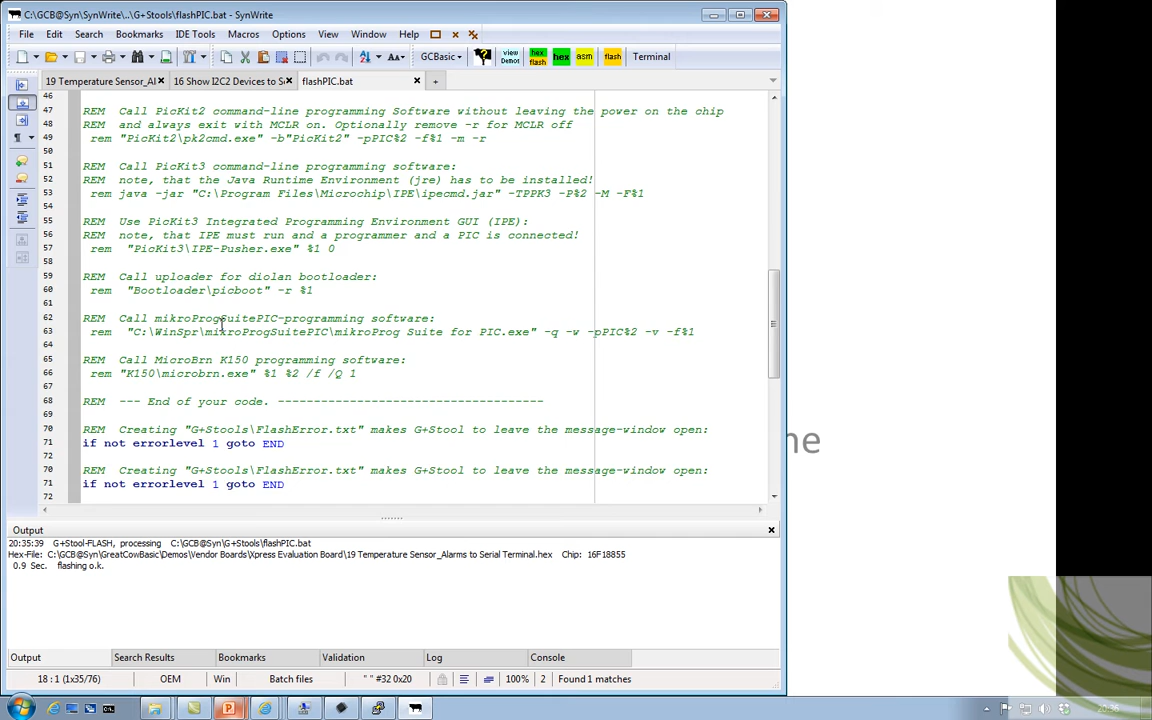 C:\GCB@Syn\SynWrite\..\G+Stools\flashPIC.bat - SynWrite
File Edit Search Bookmarks IDE Tools Macros Options View Window Help
GCBasic view Demo! hex flash hex asm flash Terminal
19 Temperature Sensor_Al 16 Show I2C2 Devices to S flashPIC.bat +
46
47 REM Call PicKit2 command-line programming Software without leaving the power on the chip
48 REM and always exit with MCLR on. Optionally remove -r for MCLR off
49 rem "PicKit2\pk2cmd.exe" -b"PicKit2" -pPIC%2 -f%1 -m -r
50
51 REM Call PicKit3 command-line programming software:
52 REM note, that the Java Runtime Environment (jre) has to be installed!
53 rem java -jar "C:\Program Files\Microchip\IPE\ipecmd.jar" -TPPK3 -P%2 -M -F%1
54
55 REM Use PicKit3 Integrated Programming Environment GUI (IPE):
56 REM note, that IPE must run and a programmer and a PIC is connected!
57 rem "PicKit3\IPE-Pusher.exe" %1 0
58
59 REM Call uploader for diolan bootloader:
60 rem "Bootloader\picboot" -r %1
61
62 REM Call mikroProgSuitePIC-programming software:
63 rem "C:\WinSpr\mikroProgSuitePIC\mikroProg Suite for PIC.exe" -q -w -pPIC%2 -v -f%1
64
65 REM Call MicroBrn K150 programming software:
66 rem "K150\microbrn.exe" %1 %2 /f /Q 1
67
68 REM --- End of your code. -------------------------------------
69
70 REM Creating "G+Stools\FlashError.txt" makes G+Stool to leave the message-window open:
71 if not errorlevel 1 goto END
72
70 REM Creating "G+Stools\FlashError.txt" makes G+Stool to leave the message-window open:
71 if not errorlevel 1 goto END
72
Output
20:35:39 G+Stool-FLASH, processing C:\GCB@Syn\G+Stools\flashPIC.bat
Hex-File: C:\GCB@Syn\GreatCowBasic\Demos\Vendor Boards\Xpress Evaluation Board\19 Temperature Sensor_Alarms to Serial Terminal.hex Chip: 16F18855
0.9 Sec. flashing o.k.
Output Search Results Bookmarks Validation Log Console
18 : 1 (1x35/76) OEM Win Batch files " " #32 0x20 100% 2 Found 1 matches
20:36